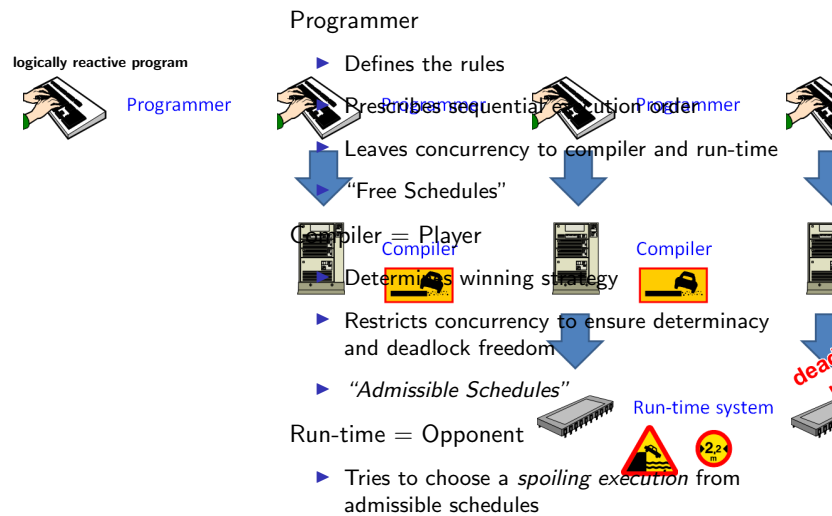 Programmer
logically reactive program
Defines the rules
Programmer
Programmer
Programmer
Prescribes sequential execution order
Leaves concurrency to compiler and run-time
“Free Schedules”
Compiler = Player
Compiler
Compiler
Determines winning strategy
Restricts concurrency to ensure determinacy
and deadlock freedom
“Admissible Schedules”
Run-time system
Run-time = Opponent
2,2
m
Tries to choose a spoiling execution from
admissible schedules